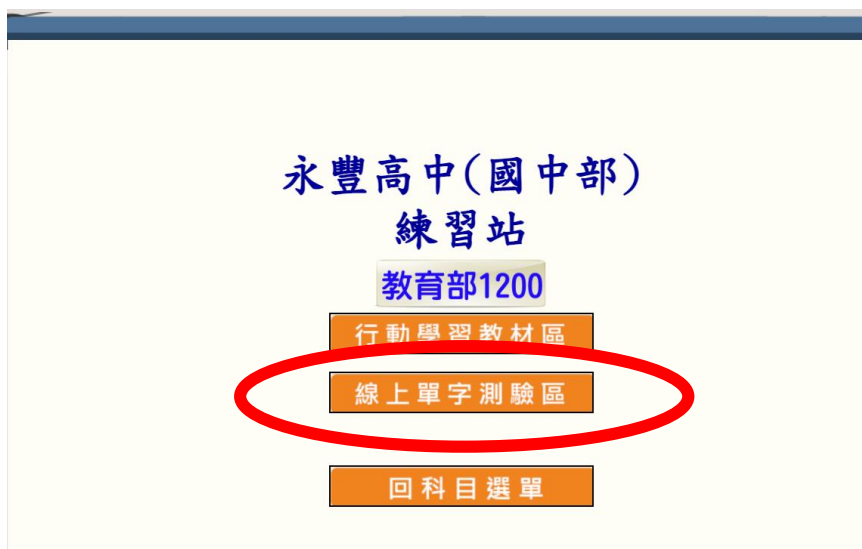 永豐高中(國中部)
練習站
教育部1200
行動學習教材區
線上單字測驗區
回科目選單